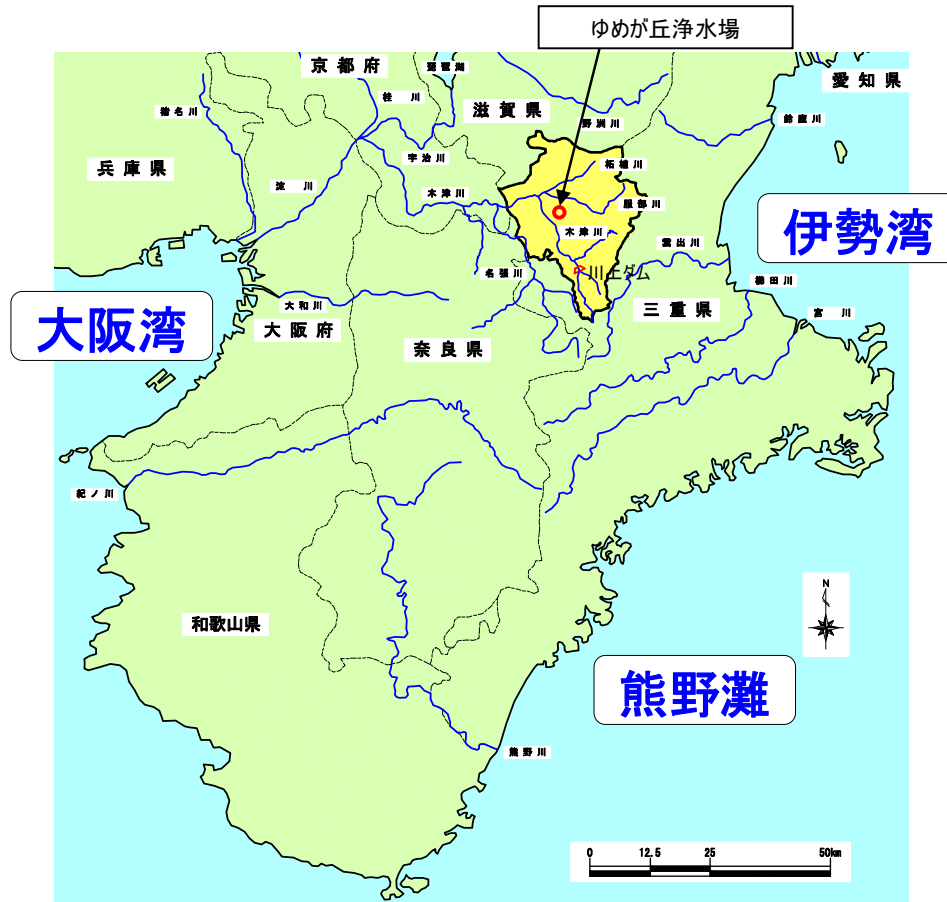 ゆめが丘浄水場
京都府
琵琶湖
愛知県
桂川
滋賀県
猪名川
野洲川
鈴鹿川
宇治川
柘植川
兵庫県
淀川
木津川
服部川
伊勢湾
木津川
雲出川
名張川
川上ダム
櫛田川
大和川
三重県
宮川
大阪湾
大阪府
奈良県
紀ノ川
N
和歌山県
熊野灘
熊野川
0 12.5 25 50km